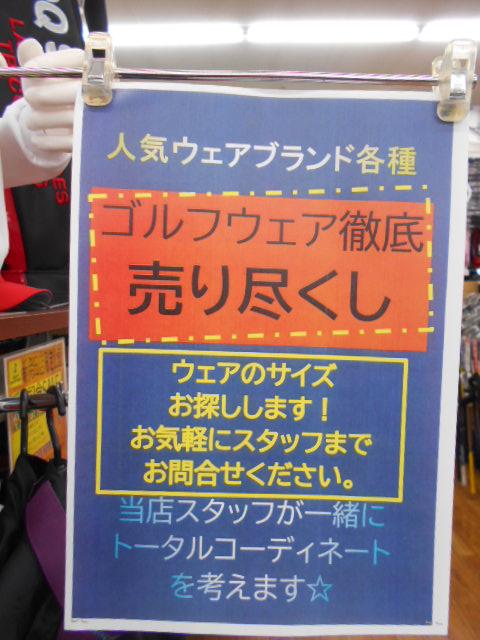 人気ウェアブランド各種
ゴルフウェア徹底
売り尽くし
ウェアのサイズ
お探しします！
お気軽にスタッフまで
お問合せください。
当店スタッフが一緒に
トータルコーディネート
を考えます☆